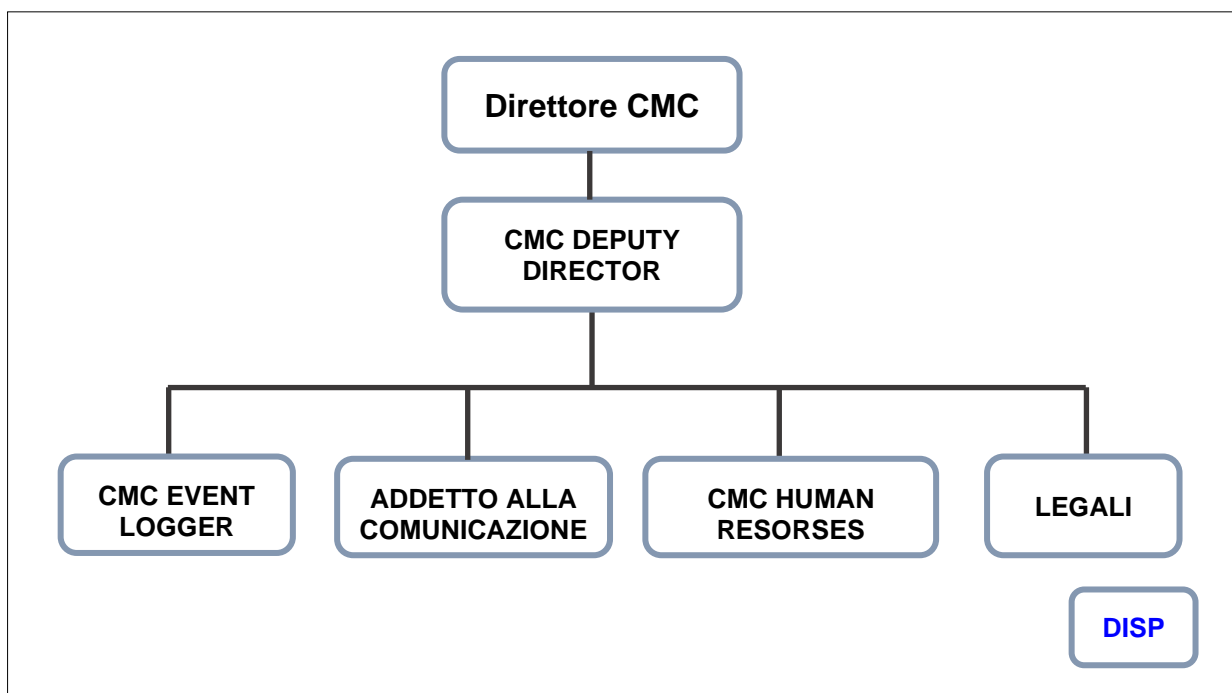 Direttore CMC
CMC DEPUTY
DIRECTOR
CMC EVENT
LOGGER
ADDETTO ALLA
COMUNICAZIONE
CMC HUMAN
RESORSES
LEGALI
DISP